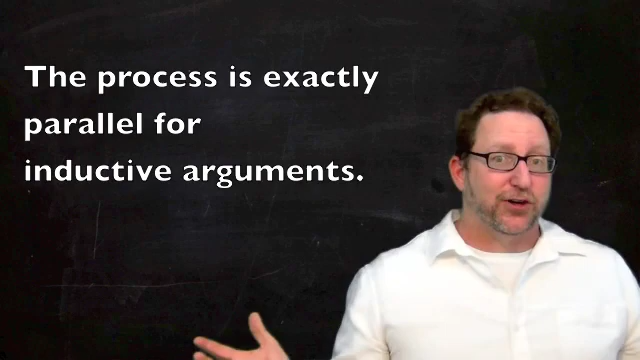 The process is exactly
parallel for
inductive arguments.